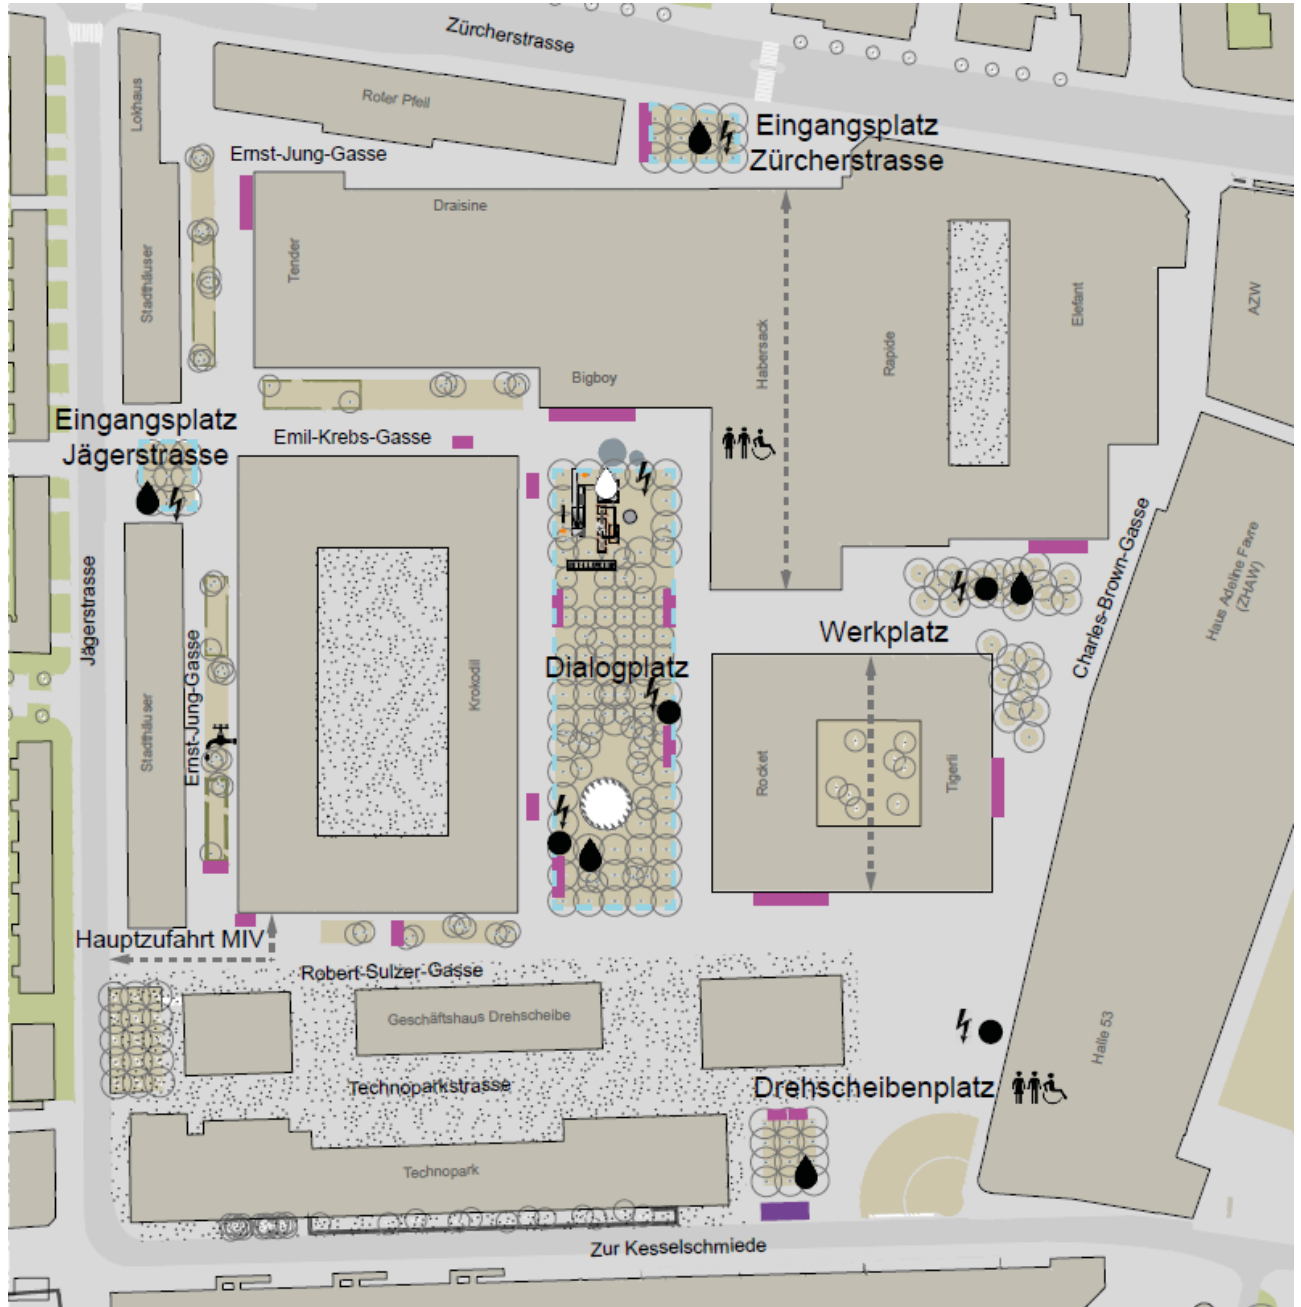 Zürcherstrasse
Lokhaus
Roter Pfeil
Eingangsplatz
Zürcherstrasse
Ernst-Jung-Gasse
Draisine
Tender
Stadthäuser
Habersack
Rapide
Elefant
AZW
Bigboy
Eingangsplatz
Jägerstrasse
Emil-Krebs-Gasse
Charles-Brown-Gasse
Haus Adeline Favre
(ZHAW)
Jägerstrasse
Werkplatz
Dialogplatz
Krokodil
Ernst-Jung-Gasse
Stadthäuser
Rocket
Tigerli
Hauptzufahrt MIV
Robert-Sulzer-Gasse
Geschäftshaus Drehscheibe
Halle 53
Technoparkstrasse
Drehscheibenplatz
Technopark
Zur Kesselschmiede